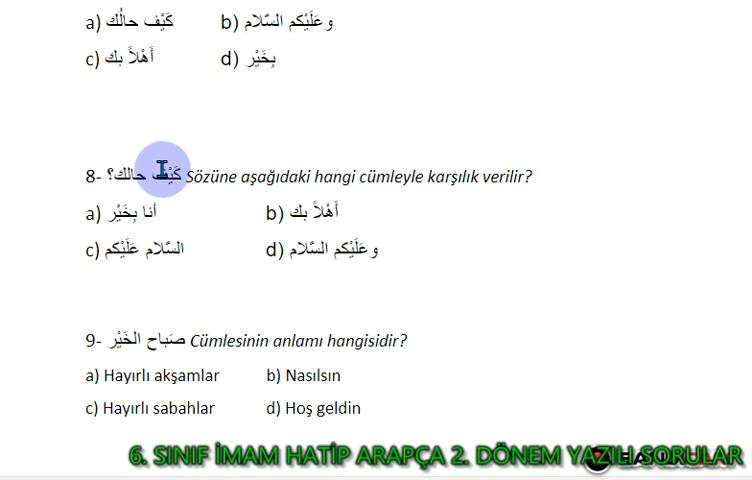 a) كَيْف حالُك b) وعَلَيْكم السَّلام
c) أَهْلاً بك d) بِخَيْر
8- كَيْف حالك؟ Sözüne aşağıdaki hangi cümleyle karşılık verilir?
a) أنا بِخَيْر b) أَهْلاً بك
c) السَّلام عَلَيْكم d) وعَلَيْكم السَّلام
9- صَباح الخَيْر Cümlesinin anlamı hangisidir?
a) Hayırlı akşamlar b) Nasılsın
c) Hayırlı sabahlar d) Hoş geldin
6. SINIF İMAM HATİP ARAPÇA 2. DÖNEM YAZILI SORULAR